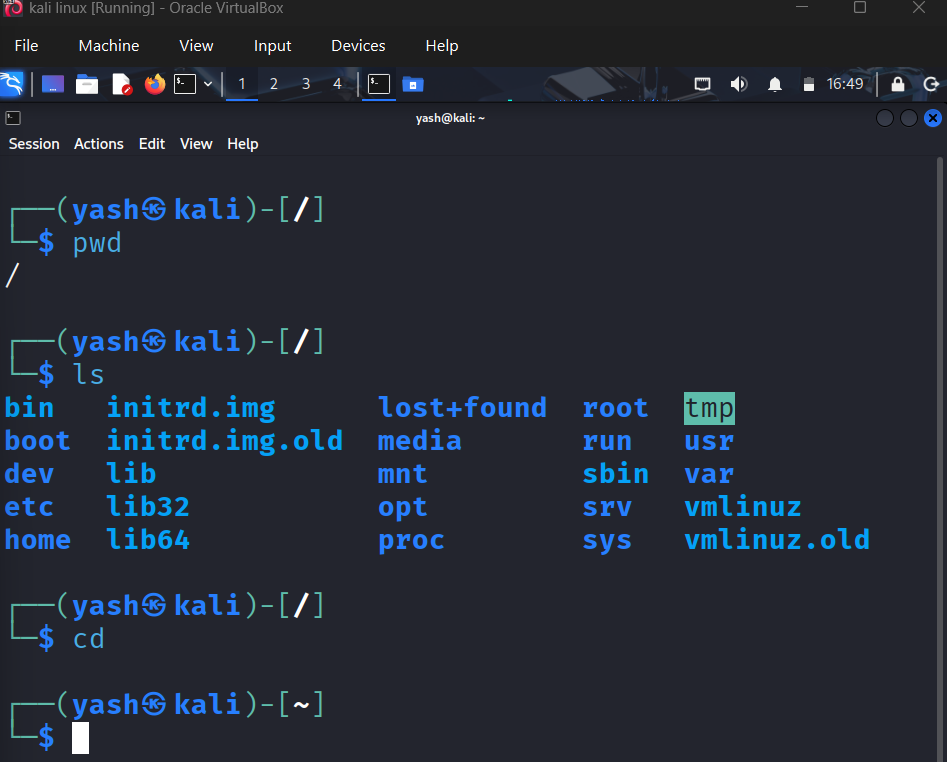 kali linux [Running] - Oracle VirtualBox
File Machine View Input Devices Help
1 2 3 4 16:49
yash@kali: ~
Session Actions Edit View Help
┌──(yash㉿kali)-[/]
└─$ pwd
/
┌──(yash㉿kali)-[/]
└─$ ls
bin initrd.img lost+found root tmp
boot initrd.img.old media run usr
dev lib mnt sbin var
etc lib32 opt srv vmlinuz
home lib64 proc sys vmlinuz.old
┌──(yash㉿kali)-[/]
└─$ cd
┌──(yash㉿kali)-[~]
└─$